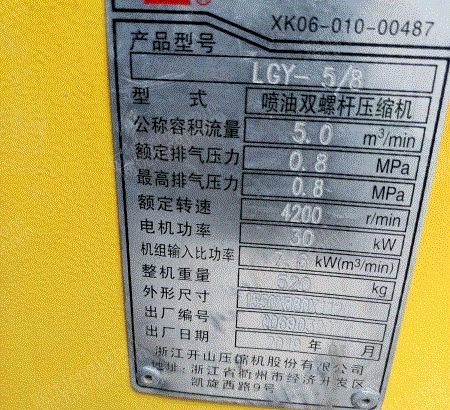 ®
XK06-010-00487
产品型号
LGY- 5/8
型 式 喷油双螺杆压缩机
公称容积流量 5.0 m³/min
额定排气压力 0.8 MPa
最高排气压力 0.8 MPa
额定转速 4200 r/min
电机功率 30 kW
机组输入比功率 kW(m³/min)
整机重量 520 kg
外形尺寸
出厂编号
出厂日期 2019 年 月
浙江开山压缩机股份有限公司
地址:浙江省衢州市经济开发区
凯旋西路9号